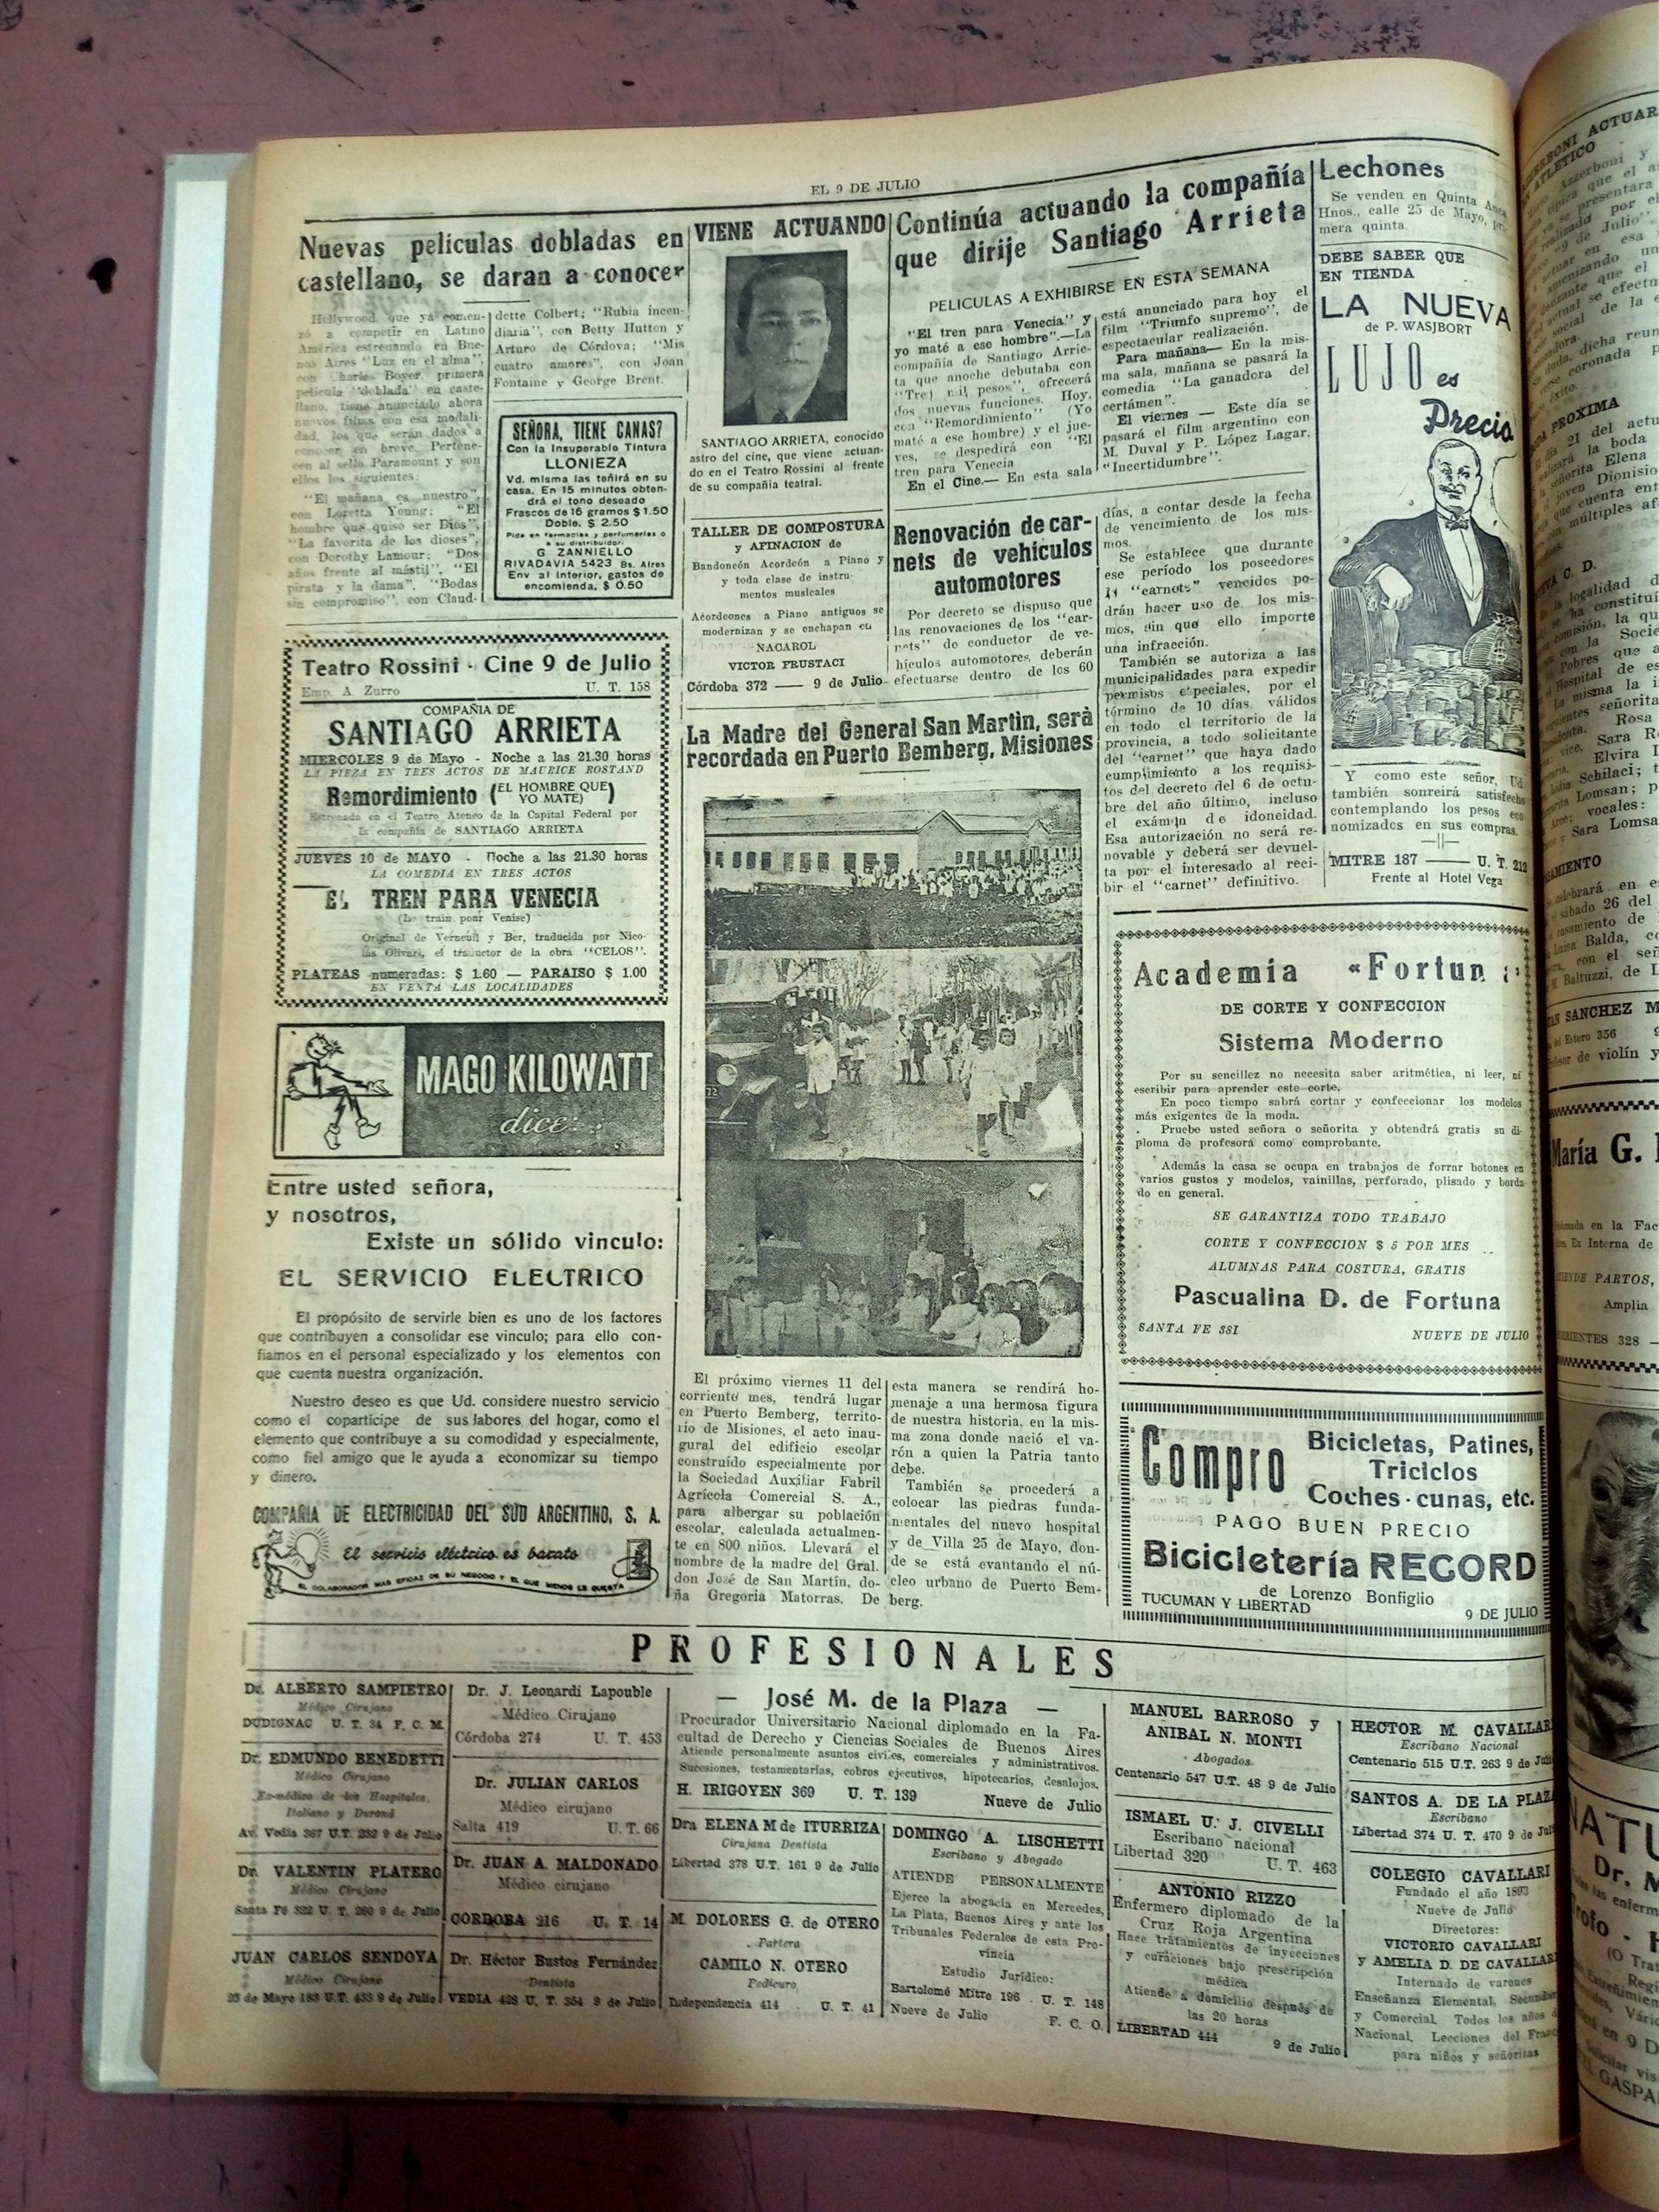 EL 9 DE JULIO
Nuevas peliculas dobladas en
castellano, se daran a conocer
Hollywood, que ya comen-
zó a competir en Latino
América estrenando en Bue-
nos Aires "Luz en el alma",
con Charles Boyer, primera
pelicula "doblada" en caste-
llano, tiene anunciado ahora
nuevos films con esa modali-
dad, los que serán dados a
conocer en breve. Pertene-
cen al sello Paramount y son
ellos los siguientes:
"El mañana es nuestro",
con Loretta Young; "El
hombre que quiso ser Dios",
"La favorita de los dioses",
con Dorothy Lamour; "Dos
años frente al mástil", "El
pirata y la dama", "Bodas
sin compromiso", con Claud-
dette Colbert; "Rubia incen-
diaria", con Betty Hutton y
Arturo de Córdova; "Mis
cuatro amores", con Joan
Fontaine y George Brent.
SEÑORA, TIENE CANAS?
Con la Insuperable Tintura
LLONIEZA
Vd. misma las teñirá en su
casa. En 15 minutos obten-
drá el tono deseado
Frascos de 16 gramos $ 1.50
Doble, $ 2.50
Pida en farmacias y perfumerías o
a su distribuidor.
G. ZANNIELLO
RIVADAVIA 5423 Bs. Aires
Env al interior, gastos de
encomienda, $ 0.50
Teatro Rossini - Cine 9 de Julio
Emp. A. Zurro U. T. 158
COMPAÑIA DE
SANTIAGO ARRIETA
MIERCOLES 9 de Mayo - Noche a las 21.30 horas
LA PIEZA EN TRES ACTOS DE MAURICE ROSTAND
Remordimiento (EL HOMBRE QUE
YO MATE)
Estrenada en el Teatro Ateneo de la Capital Federal por
la compañía de SANTIAGO ARRIETA
JUEVES 10 de MAYO - Noche a las 21.30 horas
LA COMEDIA EN TRES ACTOS
EL TREN PARA VENECIA
(Le train pour Venise)
Original de Verneuil y Ber, traducida por Nico-
lás Olivari, el traductor de la obra "CELOS".
PLATEAS numeradas: $ 1.60 — PARAISO $ 1.00
EN VENTA LAS LOCALIDADES
MAGO KILOWATT
dice:..
Entre usted señora,
y nosotros,
Existe un sólido vinculo:
EL SERVICIO ELECTRICO
El propósito de servirle bien es uno de los factores
que contribuyen a consolidar ese vinculo; para ello con-
fiamos en el personal especializado y los elementos con
que cuenta nuestra organización.
Nuestro deseo es que Ud. considere nuestro servicio
como el coparticipe de sus labores del hogar, como el
elemento que contribuye a su comodidad y especialmente,
como fiel amigo que le ayuda a economizar su tiempo
y dinero.
COMPAÑIA DE ELECTRICIDAD DEL SUD ARGENTINO, S. A.
El servicio eléctrico es barato
EL COLABORADOR MAS EFICAZ DE SU NEGOCIO Y EL QUE MENOS LE CUESTA
VIENE ACTUANDO
SANTIAGO ARRIETA, conocido
astro del cine, que viene actuan-
do en el Teatro Rossini al frente
de su compañía teatral.
TALLER DE COMPOSTURA
y AFINACION de
Bandoneón Acordeón a Piano y
y toda clase de instru-
mentos musicales
Acordeones a Piano antiguos se
modernizan y se enchapan en
NACAROL
VICTOR FRUSTACI
Córdoba 372 — 9 de Julio
Continúa actuando la compañía
que dirije Santiago Arrieta
PELICULAS A EXHIBIRSE EN ESTA SEMANA
"El tren para Venecia" y
yo maté a ese hombre".—La
compañía de Santiago Arrie-
ta que anoche debutaba con
"Tres mil pesos", ofrecerá
dos nuevas funciones. Hoy,
con "Remordimiento" (Yo
maté a ese hombre) y el jue-
ves, se despedirá con "El
tren para Venecia
En el Cine.— En esta sala
está anunciado para hoy el
film "Triunfo supremo", de
espectacular realización.
Para mañana— En la mis-
ma sala, mañana se pasará la
comedia "La ganadora del
certámen".
El viernes — Este día se
pasará el film argentino con
M. Duval y P. López Lagar,
"Incertidumbre".
Renovación de car-
nets de vehículos
automotores
Por decreto se dispuso que
las renovaciones de los "car-
nets" de conductor de ve-
hículos automotores, deberán
efectuarse dentro de los 60
días, a contar desde la fecha
de vencimiento de los mis-
mos.
Se establece que durante
ese período los poseedores
"carnets" vencidos po-
drán hacer uso de los mis-
mos, sin que ello importe
una infracción.
También se autoriza a las
municipalidades para expedir
permisos especiales, por el
término de 10 días, válidos
en todo el territorio de la
provincia, a todo solicitante
del "carnet" que haya dado
cumplimiento a los requisi-
tos del decreto del 6 de octu-
bre del año último, incluso
el exámen de idoneidad.
Esa autorización no será re-
novable y deberá ser devuel-
ta por el interesado al reci-
bir el "carnet" definitivo.
La Madre del General San Martin, serà
recordada en Puerto Bemberg, Misiones
El próximo viernes 11 del
corriente mes, tendrá lugar
en Puerto Bemberg, territo-
rio de Misiones, el acto inau-
gural del edificio escolar
construído especialmente por
la Sociedad Auxiliar Fabril
Agrícola Comercial S. A.,
para albergar su población
escolar, calculada actualmen-
te en 800 niños. Llevará el
nombre de la madre del Gral.
don José de San Martín, do-
ña Gregoria Matorras. De
esta manera se rendirá ho-
menaje a una hermosa figura
de nuestra historia, en la mis-
ma zona donde nació el va-
rón a quien la Patria tanto
debe.
También se procederá a
colocar las piedras funda-
mentales del nuevo hospital
y de Villa 25 de Mayo, don-
de se está evantando el nú-
cleo urbano de Puerto Bem-
berg.
Lechones
Se venden en Quinta
Hnos., calle 25 de Mayo, pri-
mera quinta.
DEBE SABER QUE
EN TIENDA
LA NUEVA
de P. WASJBORT
LUJO es
Precio
Y como este señor, Ud.
también sonreirá satisfecho
contemplando los pesos eco-
nomizados en sus compras.
MITRE 187 — U. T. 212
Frente al Hotel Vega
Academia «Fortun
DE CORTE Y CONFECCION
Sistema Moderno
Por su sencillez no necesita saber aritmética, ni leer, ni
escribir para aprender este corte.
En poco tiempo sabrá cortar y confeccionar los modelos
más exigentes de la moda.
Pruebe usted señora o señorita y obtendrá gratis su di-
ploma de profesora como comprobante.
Además la casa se ocupa en trabajos de forrar botones en
varios gustos y modelos, vainillas, perforado, plisado y borda-
do en general.
SE GARANTIZA TODO TRABAJO
CORTE Y CONFECCION $ 5 POR MES
ALUMNAS PARA COSTURA, GRATIS
Pascualina D. de Fortuna
SANTA FE 381 NUEVE DE JULIO
Compro Bicicletas, Patines,
Triciclos
Coches-cunas, etc.
PAGO BUEN PRECIO
Bicicletería RECORD
de Lorenzo Bonfiglio
TUCUMAN Y LIBERTAD 9 DE JULIO
PROFESIONALES
Dr. ALBERTO SAMPIETRO
Médico Cirujano
DUDIGNAC U. T. 34 F. C. M.
Dr. EDMUNDO BENEDETTI
Médico Cirujano
Ex-médico de los Hospitales,
Italiano y Durand
Av. Vedia 367 U.T. 9 de Julio
Dr. VALENTIN PLATERO
Médico Cirujano
Santa Fé 322 U. T. 260 9 de Julio
JUAN CARLOS SENDOYA
Médico Cirujano
25 de Mayo 183 U.T. 433 9 de Julio
Dr. J. Leonardi Lapouble
Médico Cirujano
Córdoba 274 U. T. 453
Dr. JULIAN CARLOS
Médico cirujano
Salta 419 U. T. 66
Dr. JUAN A. MALDONADO
Médico cirujano
CORDOBA 216 U. T. 14
Dr. Héctor Bustos Fernández
Dentista
VEDIA 428 U. T. 354 9 de Julio
— José M. de la Plaza —
Procurador Universitario Nacional diplomado en la Fa-
cultad de Derecho y Ciencias Sociales de Buenos Aires
Atiende personalmente asuntos civiles, comerciales y administrativos.
Sucesiones, testamentarías, cobros ejecutivos, hipotecarios, desalojos.
H. IRIGOYEN 369 U. T. 139 Nueve de Julio
Dra ELENA M de ITURRIZA
Cirujana Dentista
Libertad 378 U.T. 161 9 de Julio
M. DOLORES G. de OTERO
Partera
CAMILO N. OTERO
Pedicuro
Independencia 414 U. T. 41
DOMINGO A. LISCHETTI
Escribano y Abogado
ATIENDE PERSONALMENTE
Ejerce la abogacía en Mercedes,
La Plata, Buenos Aires y ante los
Tribunales Federales de esta Pro-
vincia
Estudio Jurídico:
Bartolomé Mitre 196 . U. T. 148
Nueve de Julio F. C. O.
MANUEL BARROSO y
ANIBAL N. MONTI
Abogados
Centenario 547 U.T. 48 9 de Julio
ISMAEL U. J. CIVELLI
Escribano nacional
Libertad 320 U. T. 463
ANTONIO RIZZO
Enfermero diplomado de la
Cruz Roja Argentina
Hace tratamientos de inyecciones
y curaciones bajo prescripción
médica
Atiende a domicilio después de
las 20 horas
LIBERTAD 444 9 de Julio
HECTOR M. CAVALLARI
Escribano Nacional
Centenario 515 U.T. 263 9 de Julio
SANTOS A. DE LA PLAZA
Escribano
Libertad 374 U. T. 470 9 de Julio
COLEGIO CAVALLARI
Fundado el año 1893
Nueve de Julio
Directores:
VICTORIO CAVALLARI
y AMELIA D. DE CAVALLARI
Internado de varones
Enseñanza Elemental, Secundar
y Comercial. Todos los años
Nacional. Lecciones del Franc
para niños y señoritas